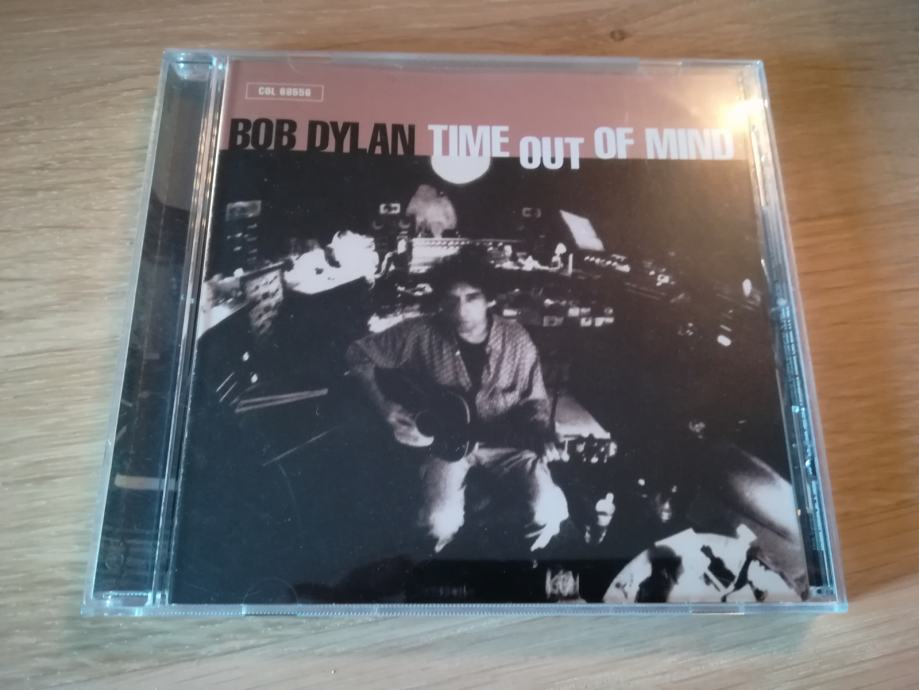 COL 68556
BOB DYLAN TIME OUT OF MIND